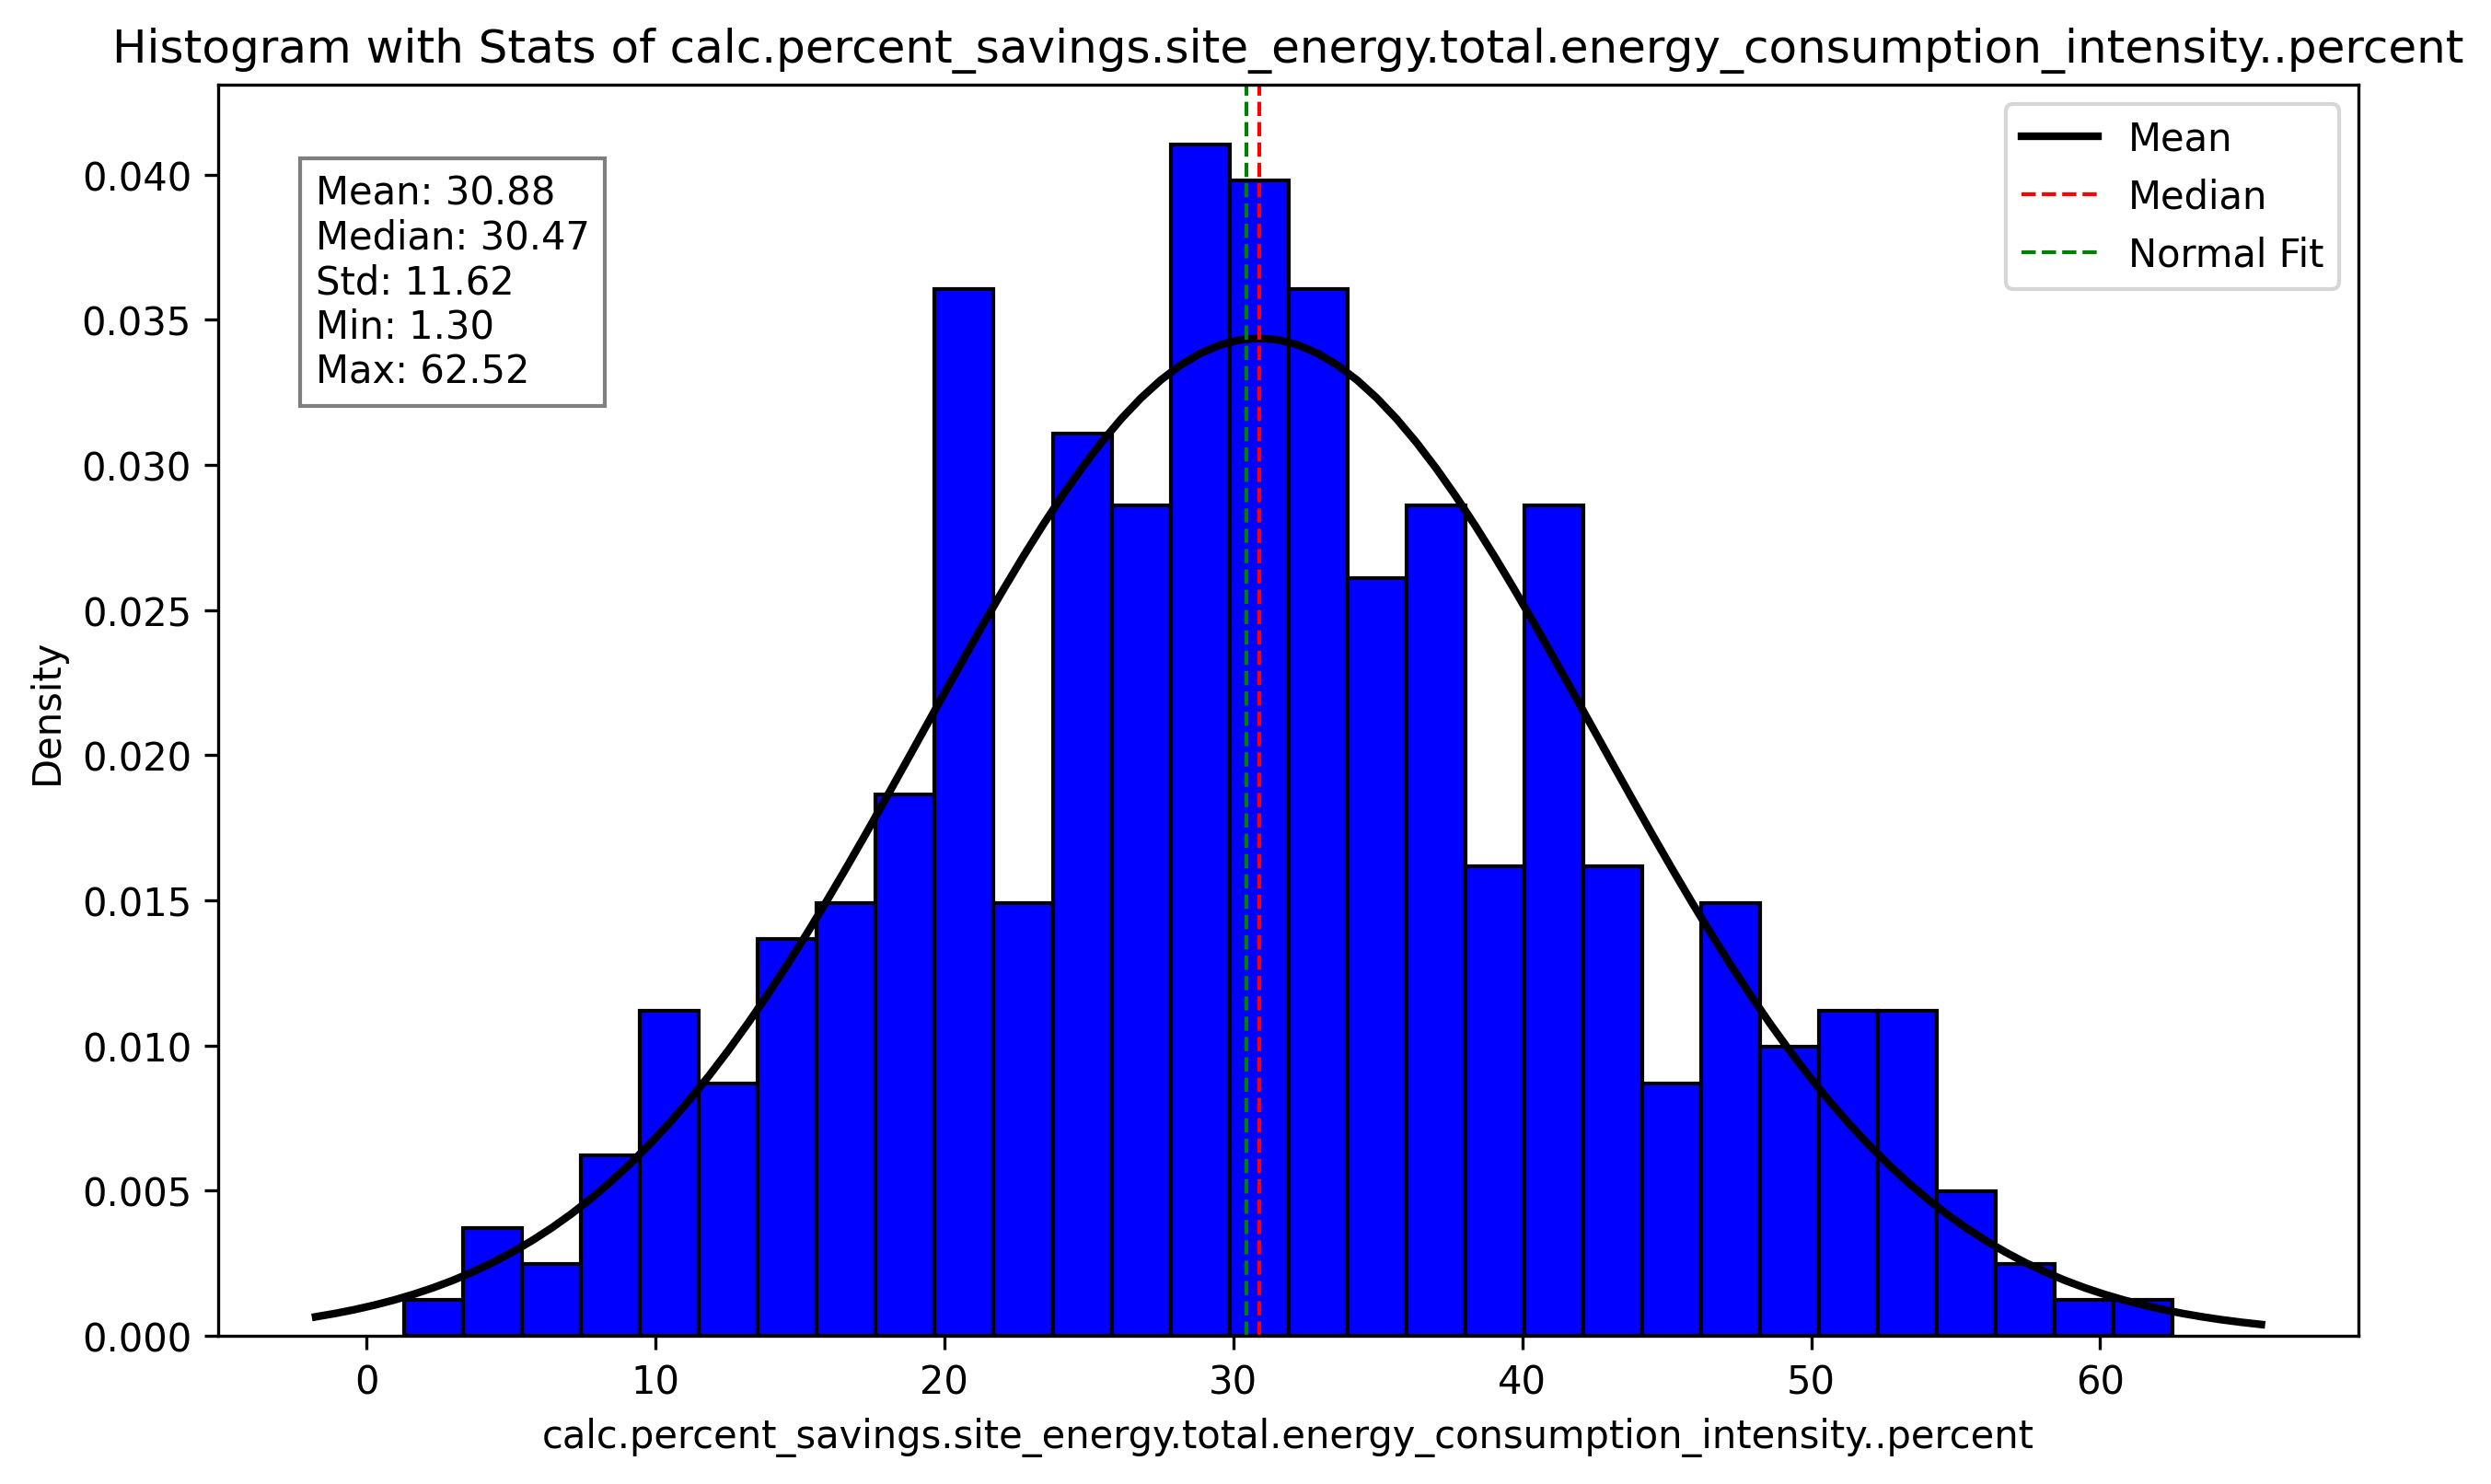 Histogram with Stats of calc.percent_savings.site_energy.total.energy_consumption_intensity..percent
Mean: 30.88
Median: 30.47
Std: 11.62
Min: 1.30
Max: 62.52
Mean
Median
Normal Fit
Density
0.040
0.035
0.030
0.025
0.020
0.015
0.010
0.005
0.000
0 10 20 30 40 50 60
calc.percent_savings.site_energy.total.energy_consumption_intensity..percent